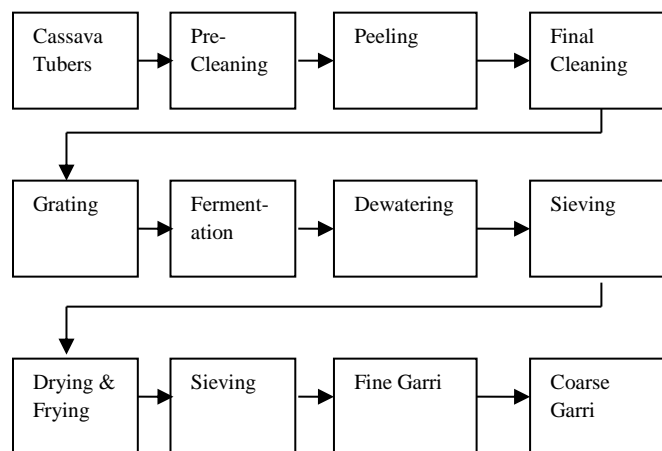 Cassava
Tubers
Pre-
Cleaning
Peeling
Final
Cleaning
Grating
Ferment-
ation
Dewatering
Sieving
Drying &
Frying
Sieving
Fine Garri
Coarse
Garri